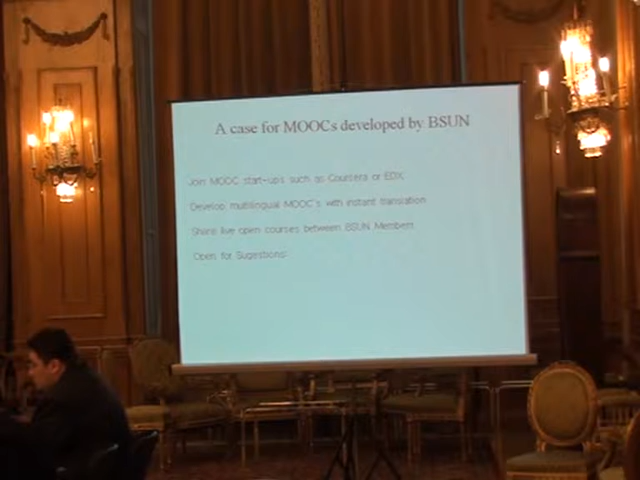 A case for MOOCs developed by BSUN
Join MOOC start-ups such as Coursera or EDX,
Develop multilingual MOOC's with instant translation
Share live open courses between BSUN Members
Open for Sugestions: